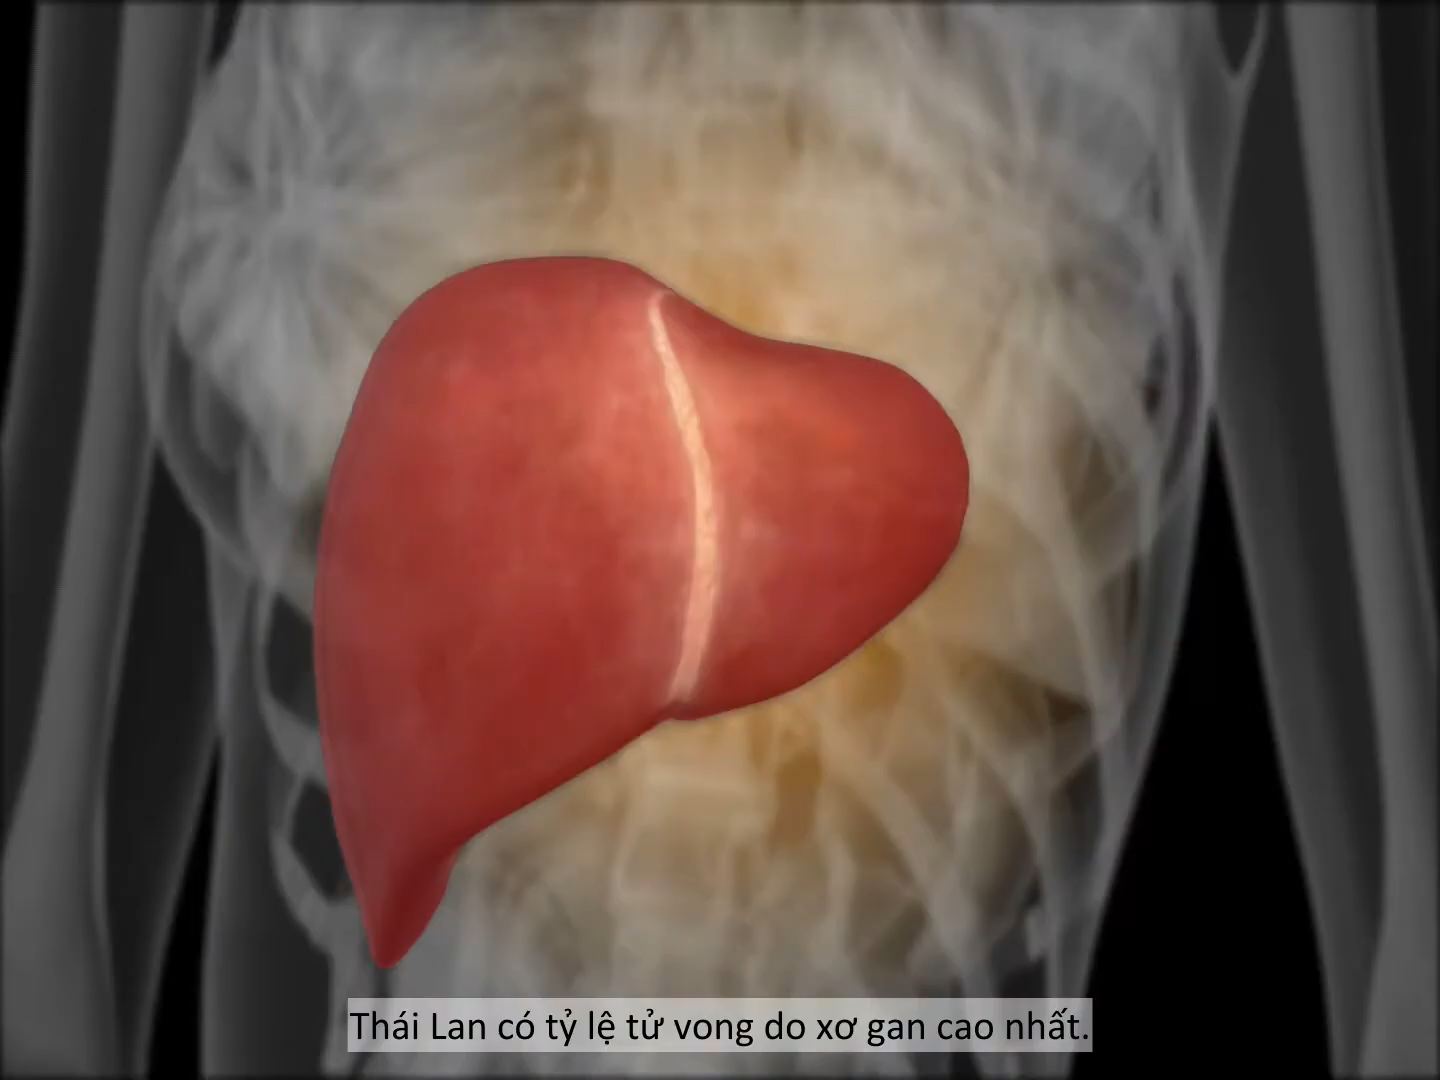 Thái Lan có tỷ lệ tử vong do xơ gan cao nhất.